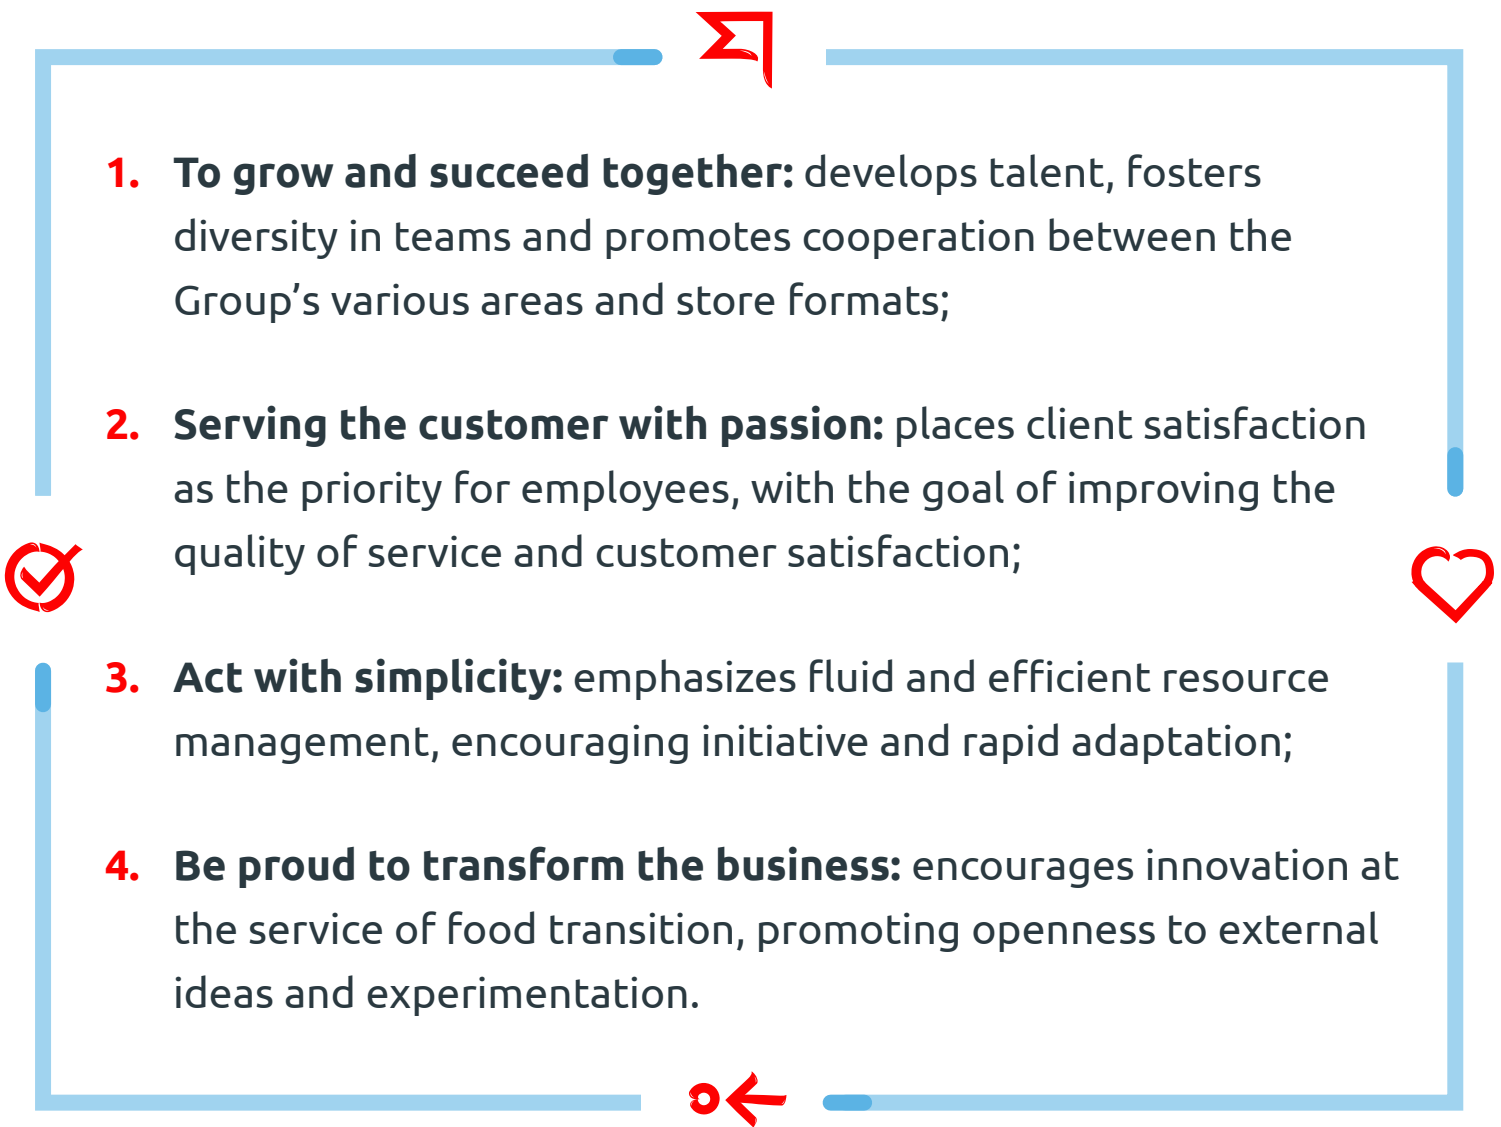 1. To grow and succeed together: develops talent, fosters
diversity in teams and promotes cooperation between the
Group’s various areas and store formats;
2. Serving the customer with passion: places client satisfaction
as the priority for employees, with the goal of improving the
quality of service and customer satisfaction;
3. Act with simplicity: emphasizes fluid and efficient resource
management, encouraging initiative and rapid adaptation;
4. Be proud to transform the business: encourages innovation at
the service of food transition, promoting openness to external
ideas and experimentation.